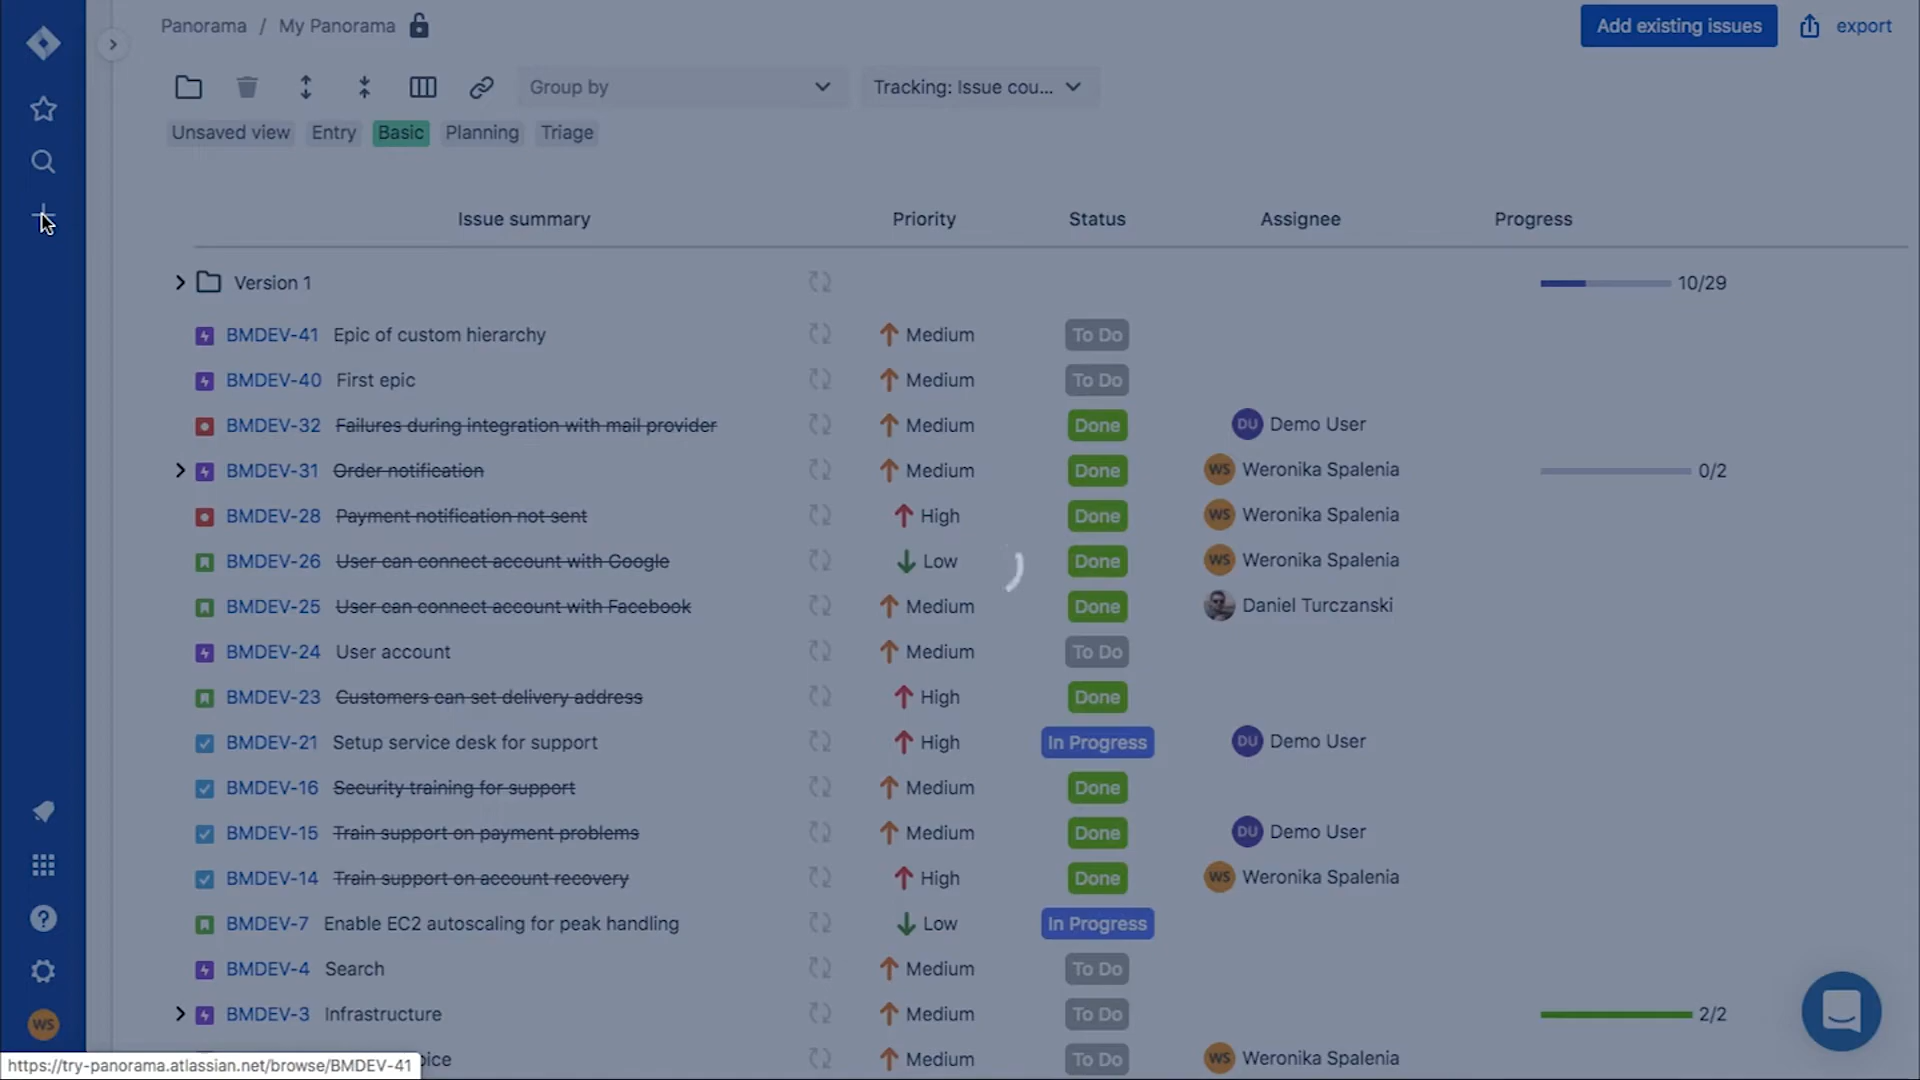 Panorama / My Panorama
Add existing issues
export
Group by
Tracking: Issue cou...
Unsaved view Entry Basic Planning Triage
Issue summary Priority Status Assignee Progress
Version 1 10/29
BMDEV-41 Epic of custom hierarchy Medium To Do
BMDEV-40 First epic Medium To Do
BMDEV-32 Failures during integration with mail provider Medium Done DU Demo User
BMDEV-31 Order notification Medium Done WS Weronika Spalenia 0/2
BMDEV-28 Payment notification not sent High Done WS Weronika Spalenia
BMDEV-26 User can connect account with Google Low Done WS Weronika Spalenia
BMDEV-25 User can connect account with Facebook Medium Done Daniel Turczanski
BMDEV-24 User account Medium To Do
BMDEV-23 Customers can set delivery address High Done
BMDEV-21 Setup service desk for support High In Progress DU Demo User
BMDEV-16 Security training for support Medium Done
BMDEV-15 Train support on payment problems Medium Done DU Demo User
BMDEV-14 Train support on account recovery High Done WS Weronika Spalenia
BMDEV-7 Enable EC2 autoscaling for peak handling Low In Progress
BMDEV-4 Search Medium To Do
BMDEV-3 Infrastructure Medium To Do 2/2
WS
oice Medium To Do WS Weronika Spalenia
https://try-panorama.atlassian.net/browse/BMDEV-41